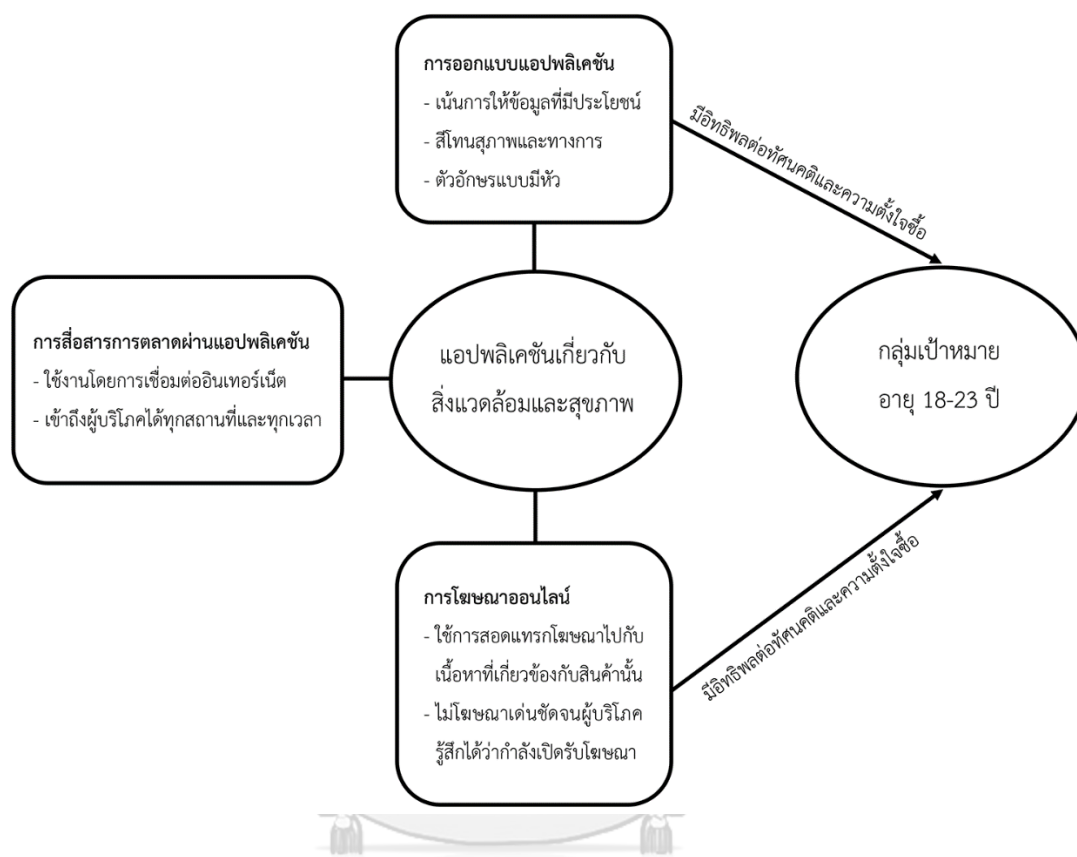 การออกแบบแอปพลิเคชัน
- เน้นการให้ข้อมูลที่มีประโยชน์
- สีโทนสุภาพและทางการ
- ตัวอักษรแบบมีหัว
มีอิทธิพลต่อทัศนคติและความตั้งใจซื้อ
การสื่อสารการตลาดผ่านแอปพลิเคชัน
- ใช้งานโดยการเชื่อมต่ออินเทอร์เน็ต
- เข้าถึงผู้บริโภคได้ทุกสถานที่และทุกเวลา
แอปพลิเคชันเกี่ยวกับ
สิ่งแวดล้อมและสุขภาพ
กลุ่มเป้าหมาย
อายุ 18-23 ปี
การโฆษณาออนไลน์
- ใช้การสอดแทรกโฆษณาไปกับ
เนื้อหาที่เกี่ยวข้องกับสินค้านั้น
- ไม่โฆษณาเด่นชัดจนผู้บริโภค
รู้สึกได้ว่ากำลังเปิดรับโฆษณา
มีอิทธิพลต่อทัศนคติและความตั้งใจซื้อ